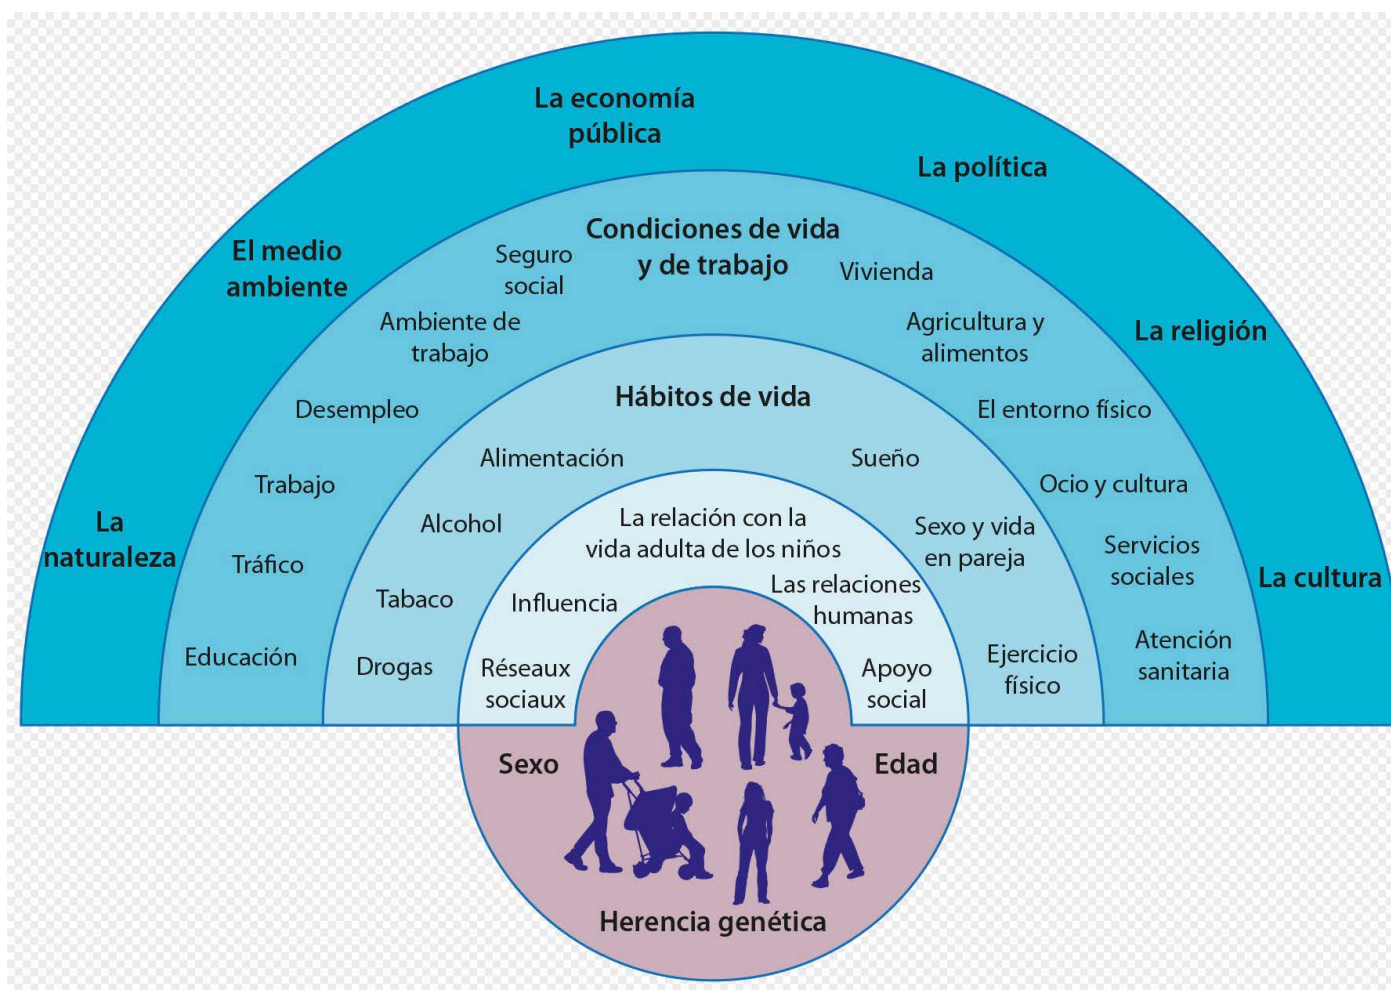 La economía
pública
La política
El medio
ambiente
La religión
La
naturaleza
La cultura
Condiciones de vida
y de trabajo
Seguro
social
Vivienda
Ambiente de
trabajo
Agricultura y
alimentos
Desempleo
El entorno físico
Trabajo
Ocio y cultura
Tráfico
Servicios
sociales
Educación
Atención
sanitaria
Hábitos de vida
Alimentación
Sueño
Alcohol
Sexo y vida
en pareja
Tabaco
Drogas
Ejercicio
físico
La relación con la
vida adulta de los niños
Influencia
Las relaciones
humanas
Réseaux
sociaux
Apoyo
social
Sexo
Edad
Herencia genética